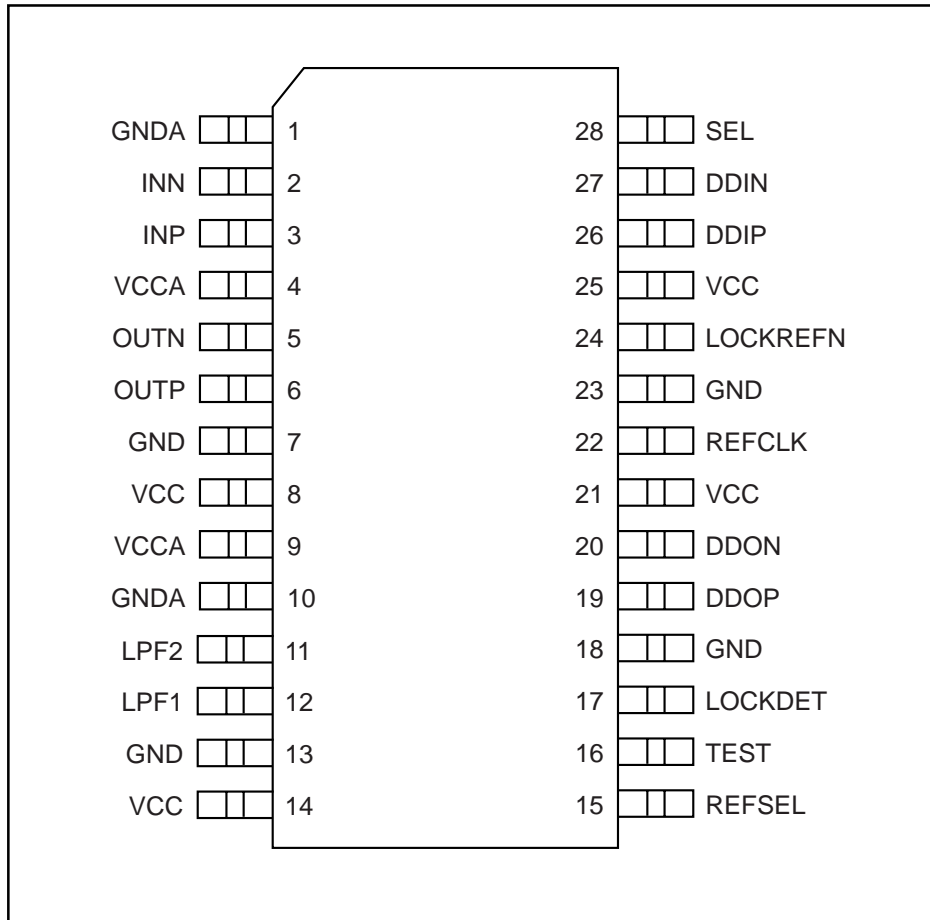 GNDA 1 28 SEL
INN 2 27 DDIN
INP 3 26 DDIP
VCCA 4 25 VCC
OUTN 5 24 LOCKREFN
OUTP 6 23 GND
GND 7 22 REFCLK
VCC 8 21 VCC
VCCA 9 20 DDON
GNDA 10 19 DDOP
LPF2 11 18 GND
LPF1 12 17 LOCKDET
GND 13 16 TEST
VCC 14 15 REFSEL